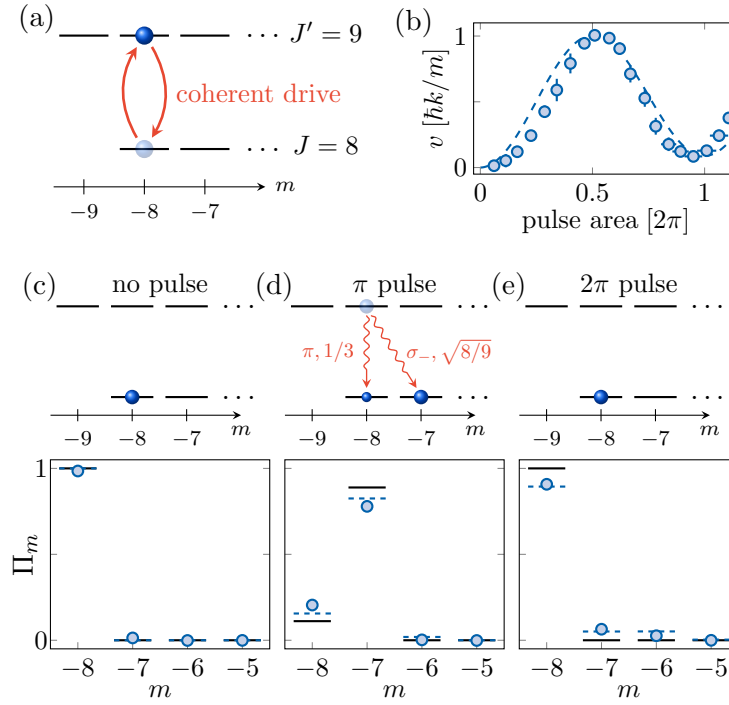 (a)
J′ = 9
coherent drive
J = 8
m
−9 −8 −7
(b)
v [ħk/m]
1
0
0 0.5 1
pulse area [2π]
(c) no pulse
−9 −8 −7 m
(d) π pulse
π, 1/3
σ−, √8/9
−9 −8 −7 m
(e) 2π pulse
−9 −8 −7 m
Πm
1
0
−8 −7 −6 −5
m
−8 −7 −6 −5
m
−8 −7 −6 −5
m